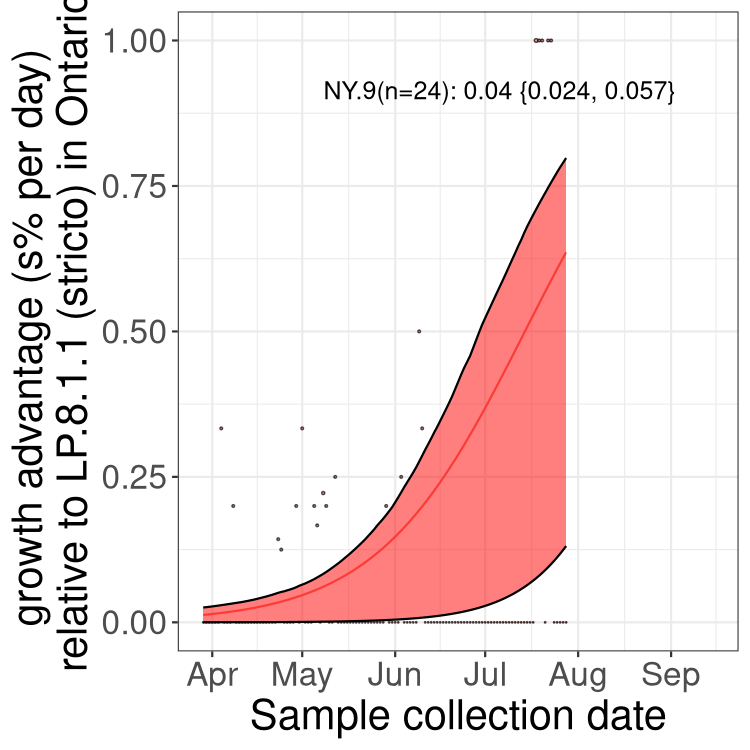 growth advantage (s% per day)
relative to LP.8.1.1 (stricto) in Ontario
1.00
0.75
0.50
0.25
0.00
NY.9(n=24): 0.04 {0.024, 0.057}
Apr May Jun Jul Aug Sep
Sample collection date